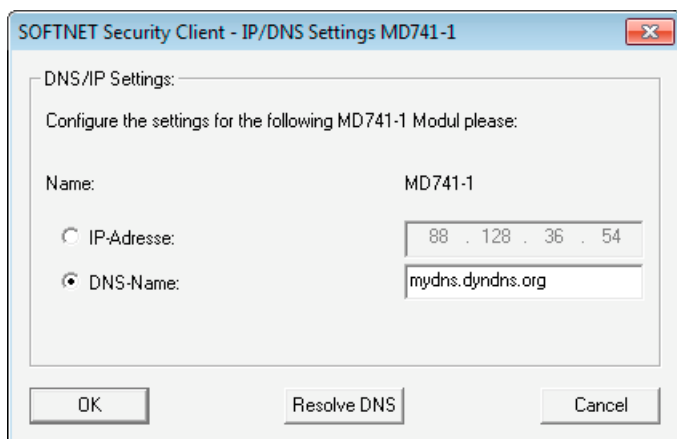 SOFTNET Security Client - IP/DNS Settings MD741-1
DNS/IP Settings:
Configure the settings for the following MD741-1 Modul please:
Name: MD741-1
IP-Adresse: 88 . 128 . 36 . 54
DNS-Name: mydns.dyndns.org
OK Resolve DNS Cancel